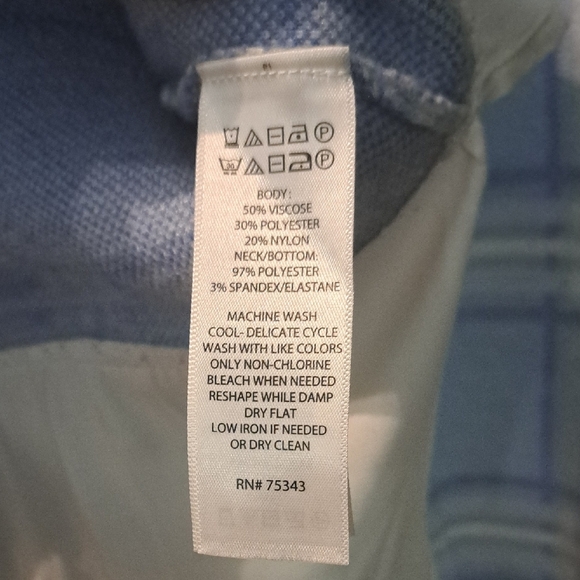 P
30 P
BODY:
50% VISCOSE
30% POLYESTER
20% NYLON
NECK/BOTTOM:
97% POLYESTER
3% SPANDEX/ELASTANE
MACHINE WASH
COOL- DELICATE CYCLE
WASH WITH LIKE COLORS
ONLY NON-CHLORINE
BLEACH WHEN NEEDED
RESHAPE WHILE DAMP
DRY FLAT
LOW IRON IF NEEDED
OR DRY CLEAN
RN# 75343